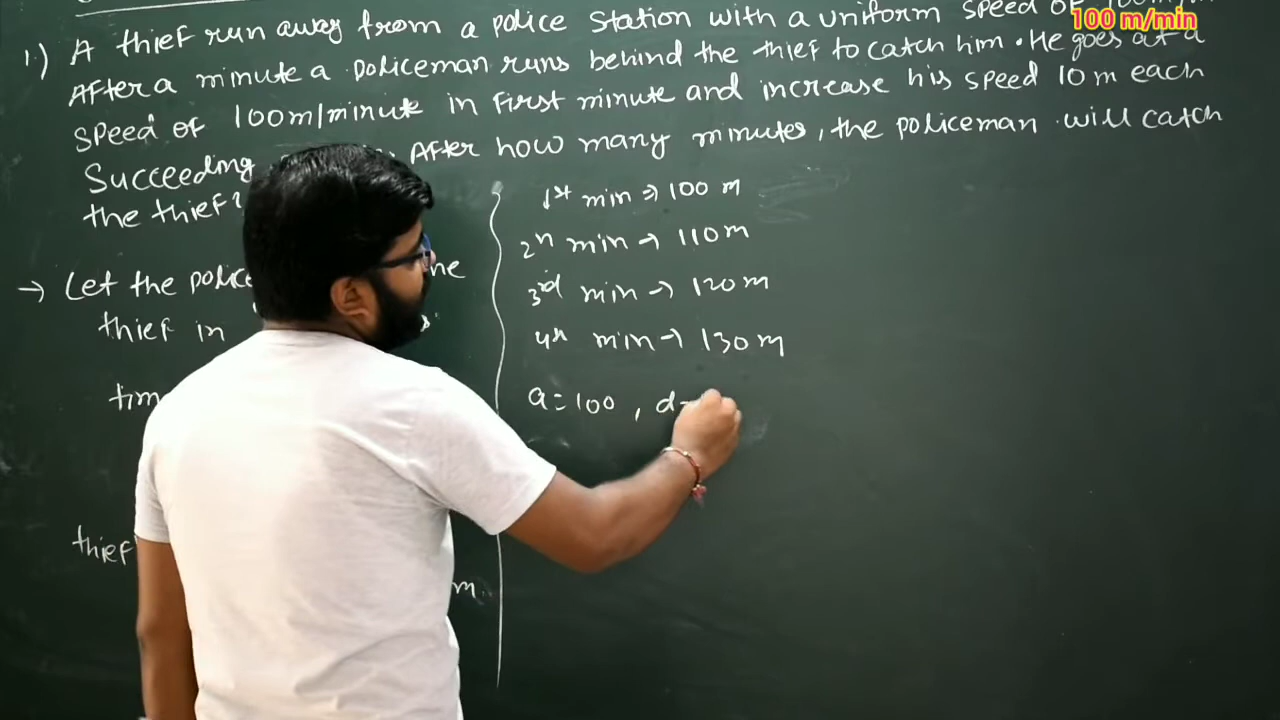 1.) A thief run away from a police station with a uniform speed of
100 m/min
After a minute a policeman runs behind the thief to catch him. He goes at a
speed of 100m/minute in first minute and increase his speed 10 m each
Succeeding After how many minutes, the policeman will catch
the thief?
→ Let the police
thief in
thief
m.
1st min → 100 m
2n min → 110 m
3rd min → 120 m
4th min → 130 m
a = 100 , d =